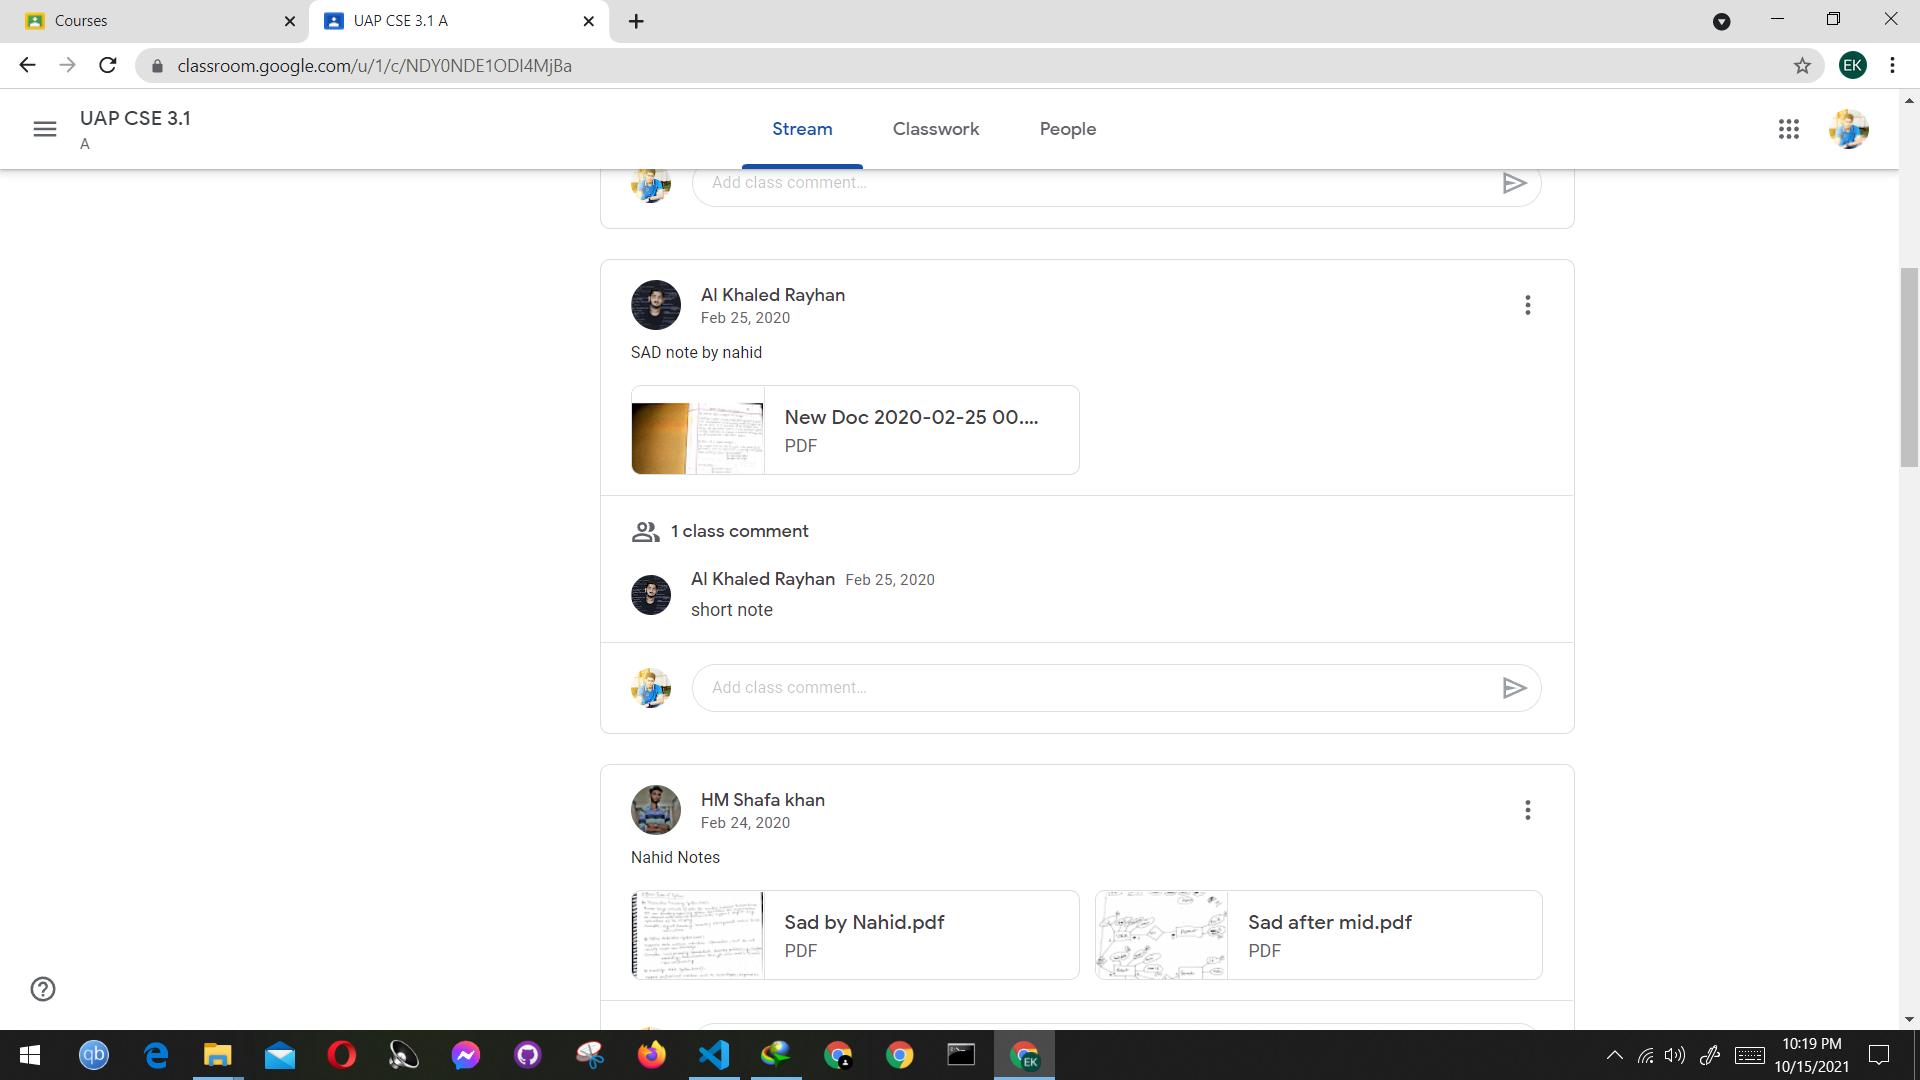 Courses
UAP CSE 3.1 A
classroom.google.com/u/1/c/NDY0NDE1ODI4MjBa
EK
UAP CSE 3.1
A
Stream
Classwork
People
Add class comment...
Al Khaled Rayhan
Feb 25, 2020
SAD note by nahid
New Doc 2020-02-25 00....
PDF
1 class comment
Al Khaled Rayhan Feb 25, 2020
short note
Add class comment...
HM Shafa khan
Feb 24, 2020
Nahid Notes
Sad by Nahid.pdf
PDF
Sad after mid.pdf
PDF
qb
EK
10:19 PM
10/15/2021